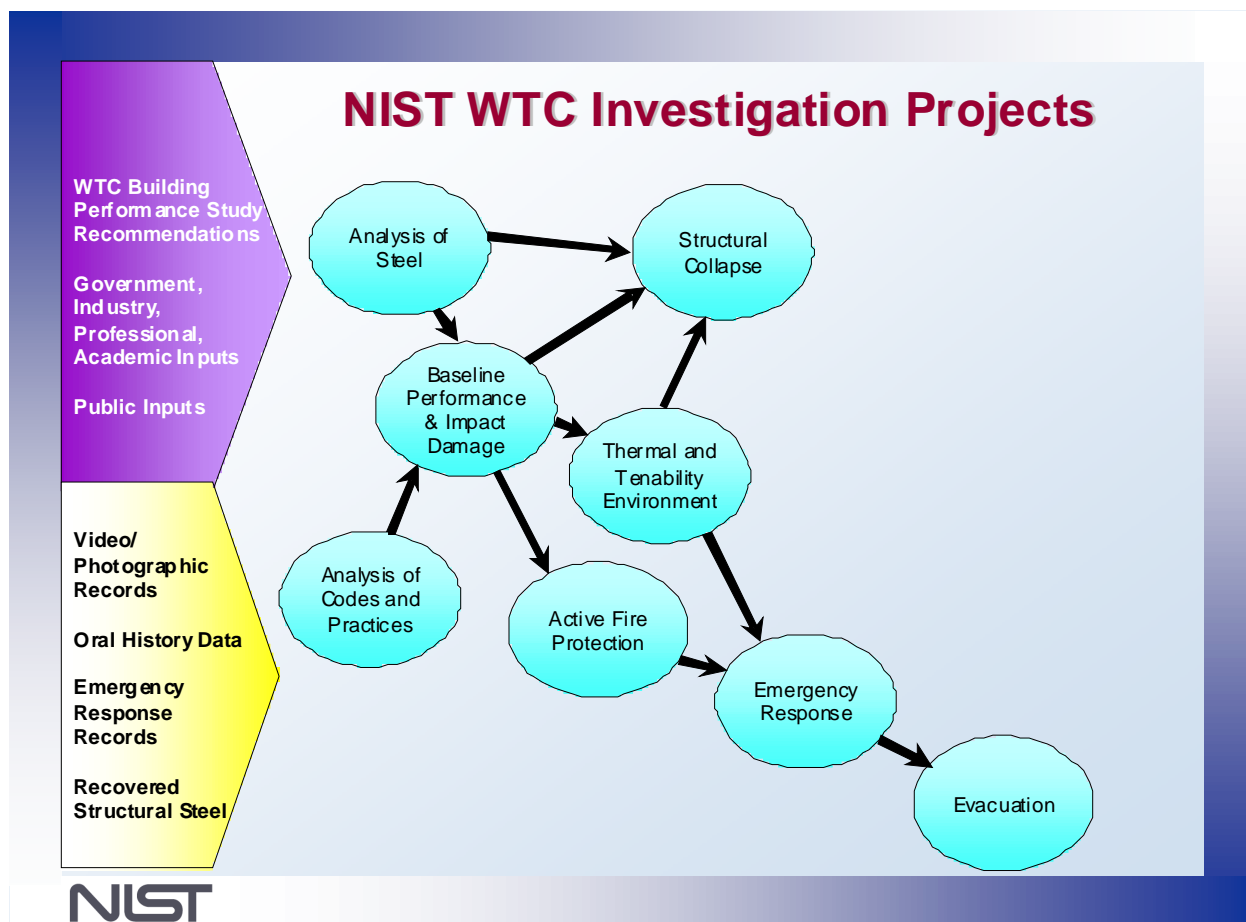 NIST WTC Investigation Projects
WTC Building
Performance Study
Recommendations
Government,
Industry,
Professional,
Academic Inputs
Public Inputs
Video/
Photographic
Records
Oral History Data
Emergency
Response
Records
Recovered
Structural Steel
Analysis of
Steel
Structural
Collapse
Baseline
Performance
& Impact
Damage
Thermal and
Tenability
Environment
Analysis of
Codes and
Practices
Active Fire
Protection
Emergency
Response
Evacuation
NIST